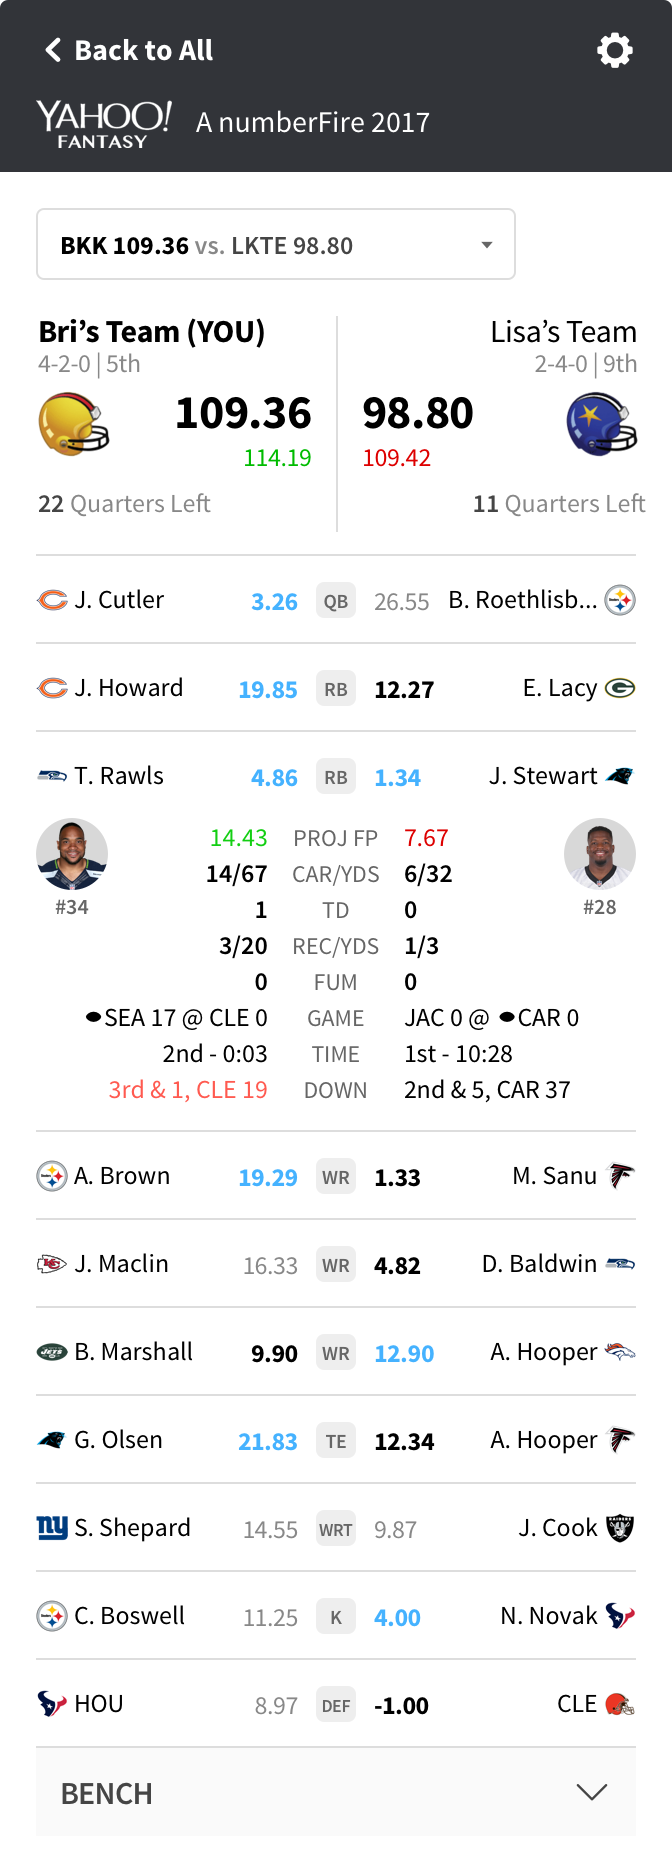 Back to All
YAHOO!
FANTASY
A numberFire 2017
BKK 109.36 vs. LKTE 98.80
Bri’s Team (YOU) Lisa’s Team
4-2-0 | 5th 2-4-0 | 9th
109.36 98.80
114.19 109.42
22 Quarters Left 11 Quarters Left
J. Cutler 3.26 QB 26.55 B. Roethlisb...
J. Howard 19.85 RB 12.27 E. Lacy
T. Rawls 4.86 RB 1.34 J. Stewart
14.43 PROJ FP 7.67
14/67 CAR/YDS 6/32
#34 1 TD 0 #28
3/20 REC/YDS 1/3
0 FUM 0
SEA 17 @ CLE 0 GAME JAC 0 @ CAR 0
2nd - 0:03 TIME 1st - 10:28
3rd & 1, CLE 19 DOWN 2nd & 5, CAR 37
A. Brown 19.29 WR 1.33 M. Sanu
J. Maclin 16.33 WR 4.82 D. Baldwin
JETS B. Marshall 9.90 WR 12.90 A. Hooper
G. Olsen 21.83 TE 12.34 A. Hooper
ny S. Shepard 14.55 WRT 9.87 J. Cook
C. Boswell 11.25 K 4.00 N. Novak
HOU 8.97 DEF -1.00 CLE
BENCH